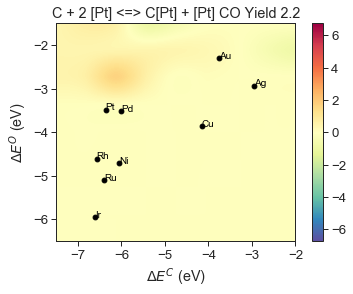 C + 2 [Pt] <=> C[Pt] + [Pt] CO Yield 2.2
−2
−3
−4
−5
−6
ΔE^O (eV)
Au
Ag
Pt
Pd
Cu
Rh
Ni
Ru
Ir
−7
−6
−5
−4
−3
−2
ΔE^C (eV)
6
4
2
0
−2
−4
−6